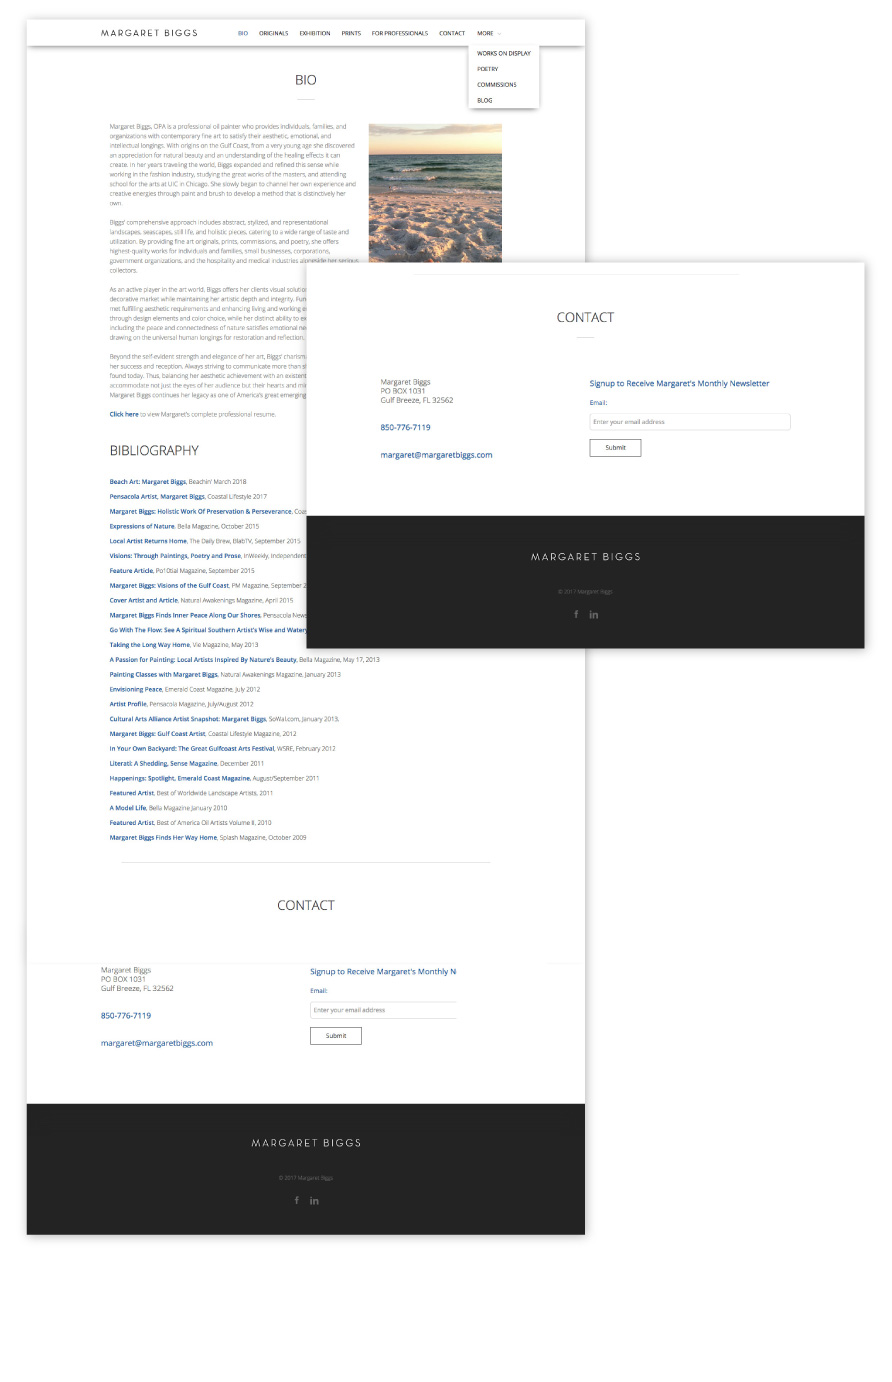 MARGARET BIGGS
BIO ORIGINALS EXHIBITION PRINTS FOR PROFESSIONALS CONTACT MORE
WORKS ON DISPLAY
POETRY
COMMISSIONS
BLOG
BIO
Margaret Biggs, OPA is a professional oil painter who provides individuals, families, and
organizations with contemporary fine art to satisfy their aesthetic, emotional, and
intellectual longings. With origins on the Gulf Coast, from a very young age she discovered
an appreciation for natural beauty and an understanding of the healing effects it can
create. In her years traveling the world, Biggs expanded and refined this sense while
working in the fashion industry, studying the great works of the masters, and attending
school for the arts at UIC in Chicago. She slowly began to channel her own experience and
creative energies through paint and brush to develop a method that is distinctively her
own.
Biggs' comprehensive approach includes abstract, stylized, and representational
landscapes, seascapes, still life, and holistic pieces, catering to a wide range of taste and
utilization. By providing fine art originals, prints, commissions, and poetry, she offers
highest-quality works for individuals and families, small businesses, corporations,
government organizations, and the hospitality and medical industries alongside her serious
collectors.
As an active player in the art world, Biggs offers her clients visual
decorative market while maintaining her artistic depth and integrity.
met fulfilling aesthetic requirements and enhancing living and working
through design elements and color choice, while her distinct ability to
including the peace and connectedness of nature satisfies emotional
drawing on the universal human longings for restoration and reflection.
Beyond the self-evident strength and elegance of her art, Biggs'
her success and reception. Always striving to communicate more than
found today. Thus, balancing her aesthetic achievement with an
accommodate not just the eyes of her audience but their hearts and
Margaret Biggs continues her legacy as one of America's great emerging
Click here to view Margaret's complete professional resume.
BIBLIOGRAPHY
Beach Art: Margaret Biggs, Beachin' March 2018
Pensacola Artist, Margaret Biggs, Coastal Lifestyle 2017
Margaret Biggs: Holistic Work Of Preservation & Perseverance,
Expressions of Nature, Bella Magazine, October 2015
Local Artist Returns Home, The Daily Brew, BlabTV, September 2015
Visions: Through Paintings, Poetry and Prose, InWeekly, Independent
Feature Article, Po10tial Magazine, September 2015
Margaret Biggs: Visions of the Gulf Coast, PM Magazine, September
Cover Artist and Article, Natural Awakenings Magazine, April 2015
Margaret Biggs Finds Inner Peace Along Our Shores, Pensacola
Go With The Flow: See A Spiritual Southern Artist's Wise and
Taking the Long Way Home, Vie Magazine, May 2013
A Passion for Painting: Local Artists Inspired By Nature's Beauty, Bella Magazine, May 17, 2013
Painting Classes with Margaret Biggs, Natural Awakenings Magazine, January 2013
Envisioning Peace, Emerald Coast Magazine, July 2012
Artist Profile, Pensacola Magazine, July/August 2012
Cultural Arts Alliance Artist Snapshot: Margaret Biggs, SoWal.com, January 2013,
Margaret Biggs: Gulf Coast Artist, Coastal Lifestyle Magazine, 2012
In Your Own Backyard: The Great Gulfcoast Arts Festival, WSRE, February 2012
Literati: A Shedding, Sense Magazine, December 2011
Happenings: Spotlight, Emerald Coast Magazine, August/September 2011
Featured Artist, Best of Worldwide Landscape Artists, 2011
A Model Life, Bella Magazine January 2010
Featured Artist, Best of America Oil Artists Volume II, 2010
Margaret Biggs Finds Her Way Home, Splash Magazine, October 2009
CONTACT
Margaret Biggs
PO BOX 1031
Gulf Breeze, FL 32562
850-776-7119
margaret@margaretbiggs.com
Signup to Receive Margaret's Monthly N
Email:
Enter your email address
Submit
MARGARET BIGGS
© 2017 Margaret Biggs
f in
CONTACT
Margaret Biggs
PO BOX 1031
Gulf Breeze, FL 32562
850-776-7119
margaret@margaretbiggs.com
Signup to Receive Margaret's Monthly Newsletter
Email:
Enter your email address
Submit
MARGARET BIGGS
© 2017 Margaret Biggs
f in